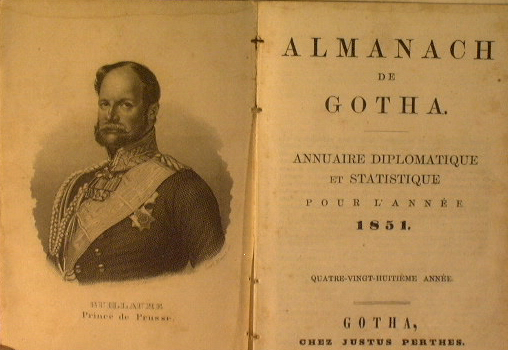 GUILLAUME
Prince de Prusse.
ALMANACH
DE
GOTHA.
ANNUAIRE DIPLOMATIQUE
ET STATISTIQUE
POUR L'ANNÉE
1851.
QUATRE-VINGT-HUITIÈME ANNÉE.
GOTHA,
CHEZ JUSTUS PERTHES.